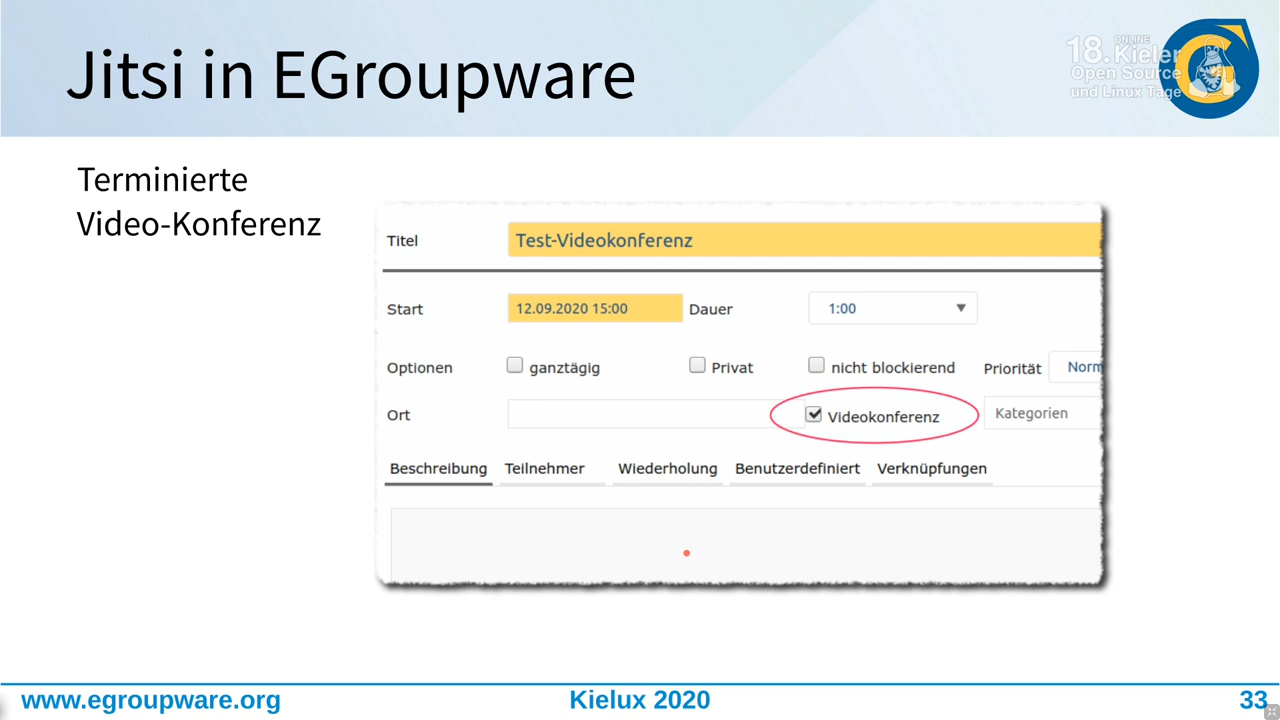 Jitsi in EGroupware
ONLINE
18. Kieler
Open Source
und Linux Tage
Terminierte
Video-Konferenz
Titel Test-Videokonferenz
Start 12.09.2020 15:00 Dauer 1:00
Optionen ganztägig Privat nicht blockierend Priorität Norm
Ort Videokonferenz Kategorien
Beschreibung Teilnehmer Wiederholung Benutzerdefiniert Verknüpfungen
www.egroupware.org Kielux 2020 33